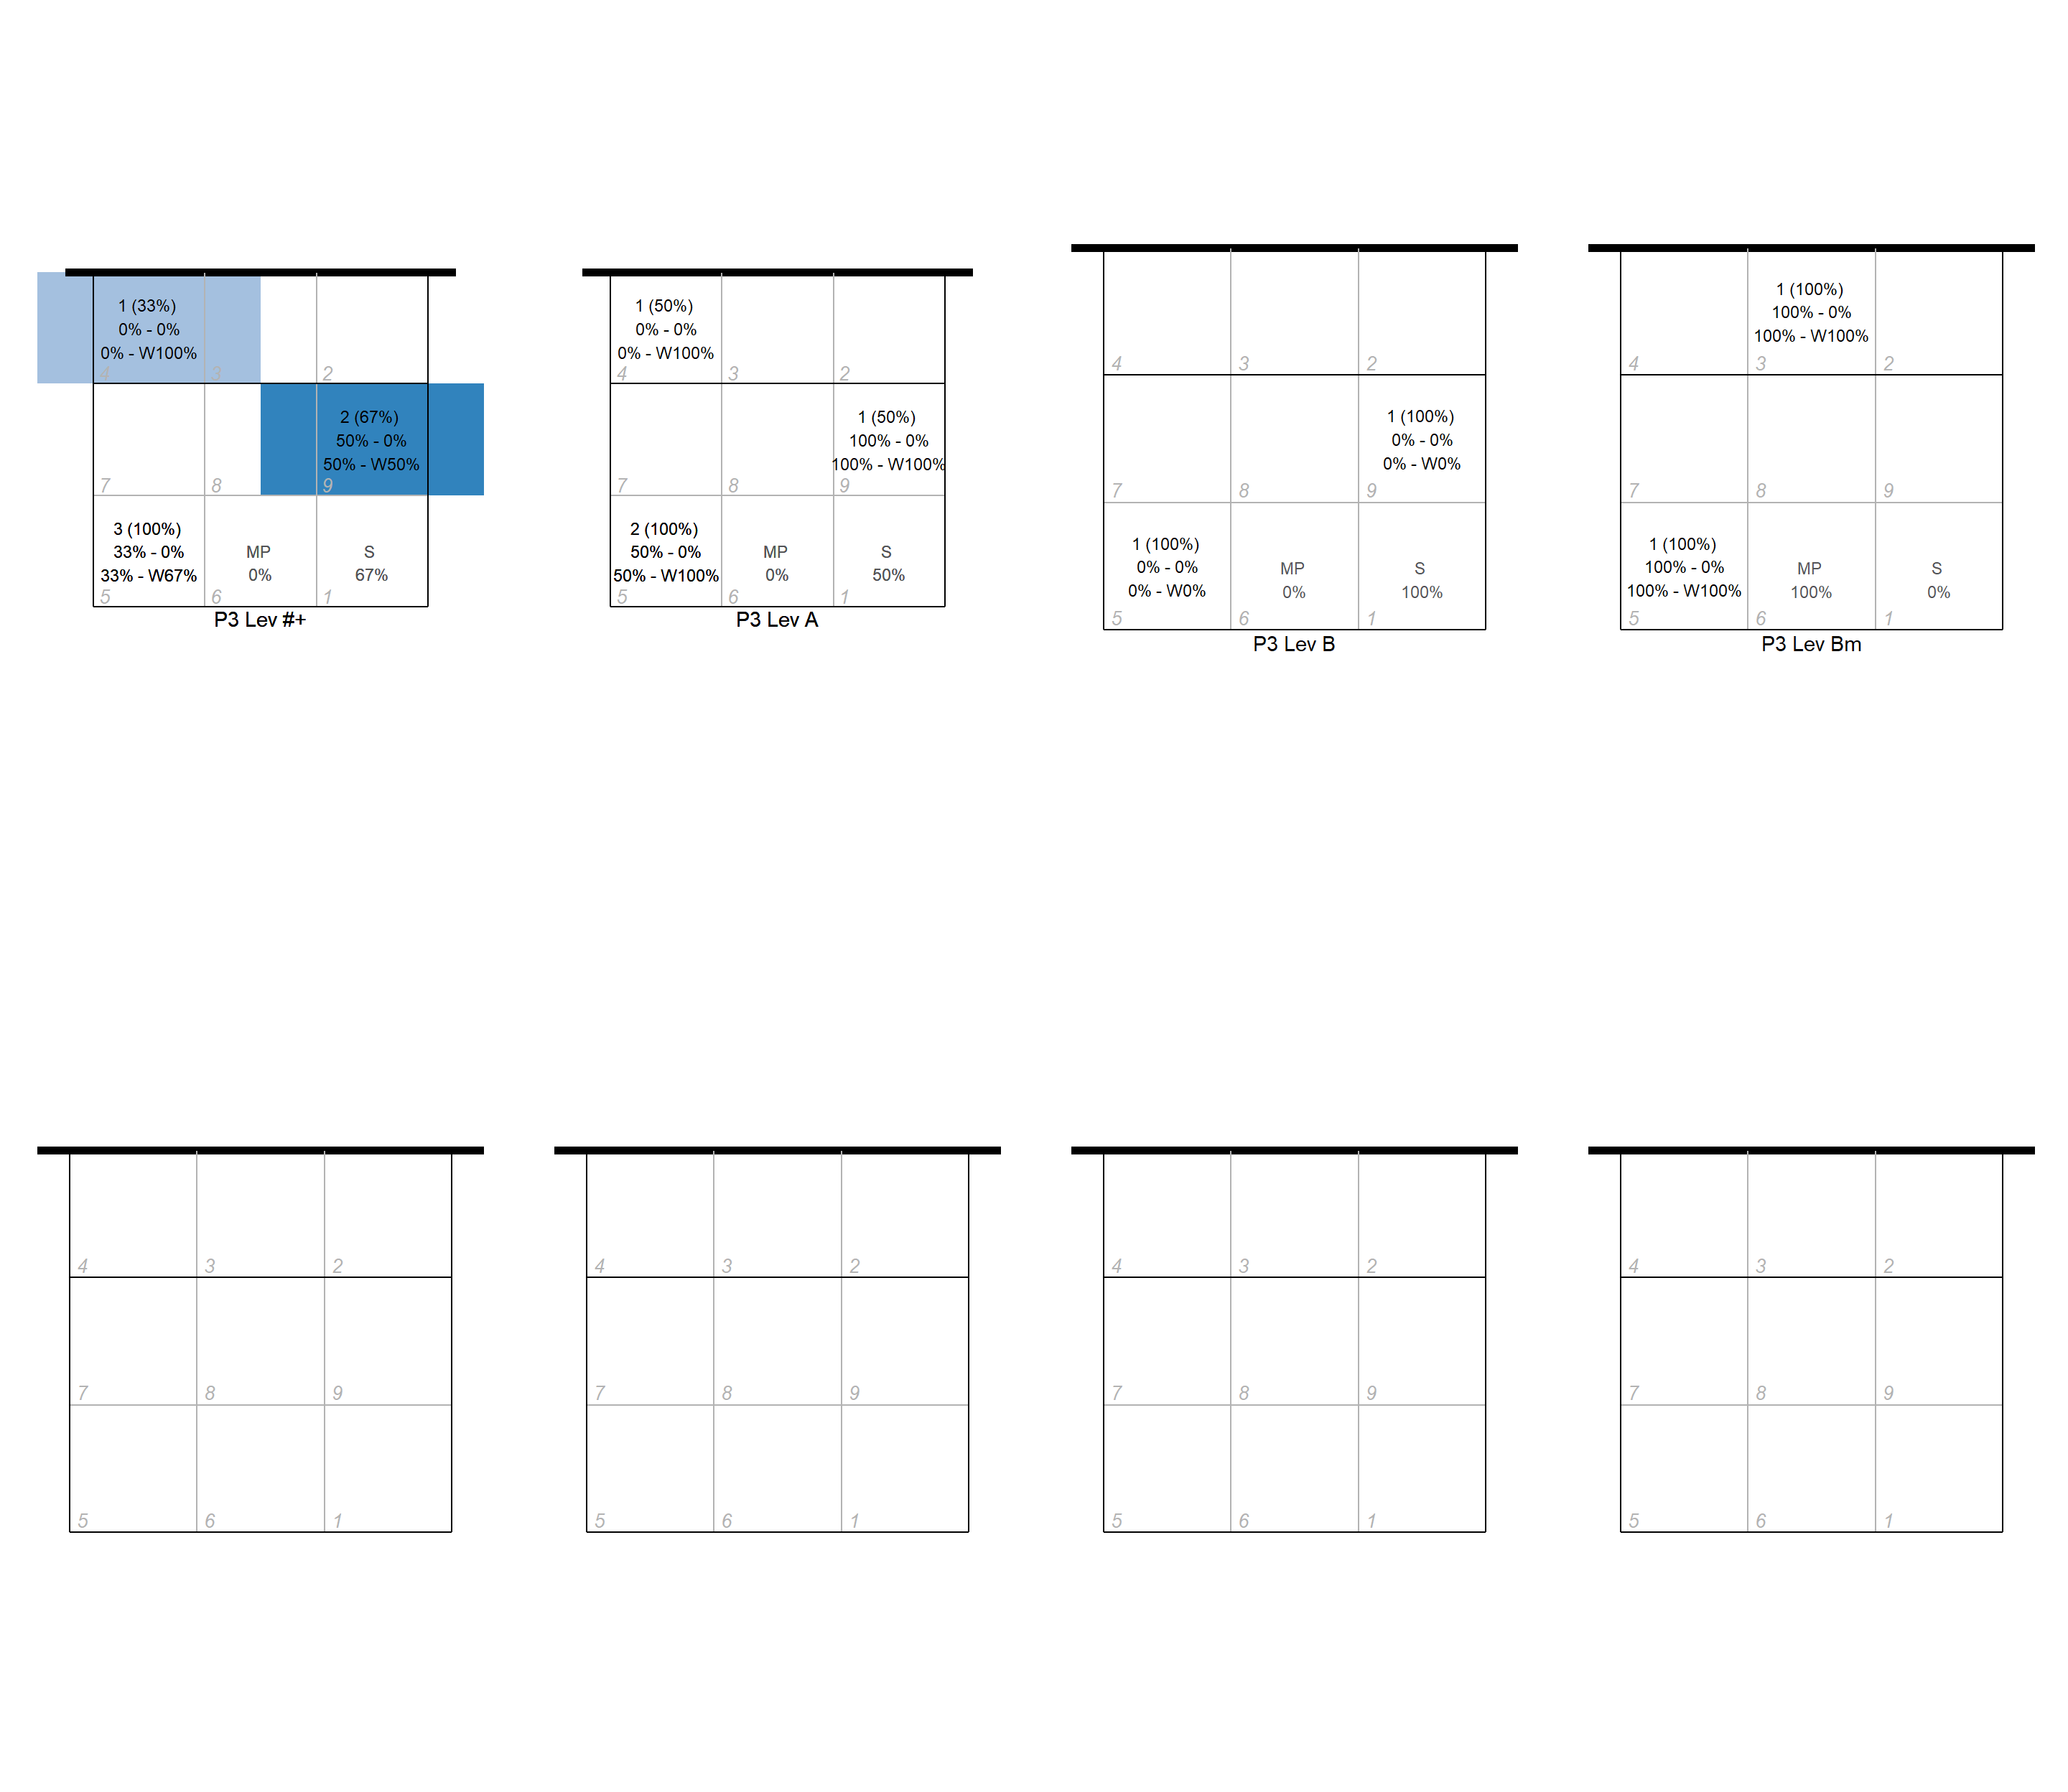 1 (33%)
0% - 0%
0% - W100%
4 3 2
2 (67%)
50% - 0%
50% - W50%
7 8 9
3 (100%)
33% - 0%
33% - W67%
MP
0%
S
67%
5 6 1
P3 Lev #+
1 (50%)
0% - 0%
0% - W100%
4 3 2
1 (50%)
100% - 0%
100% - W100%
7 8 9
2 (100%)
50% - 0%
50% - W100%
MP
0%
S
50%
5 6 1
P3 Lev A
4 3 2
1 (100%)
0% - 0%
0% - W0%
7 8 9
1 (100%)
0% - 0%
0% - W0%
MP
0%
S
100%
5 6 1
P3 Lev B
1 (100%)
100% - 0%
100% - W100%
4 3 2
7 8 9
1 (100%)
100% - 0%
100% - W100%
MP
100%
S
0%
5 6 1
P3 Lev Bm
4 3 2
7 8 9
5 6 1
4 3 2
7 8 9
5 6 1
4 3 2
7 8 9
5 6 1
4 3 2
7 8 9
5 6 1